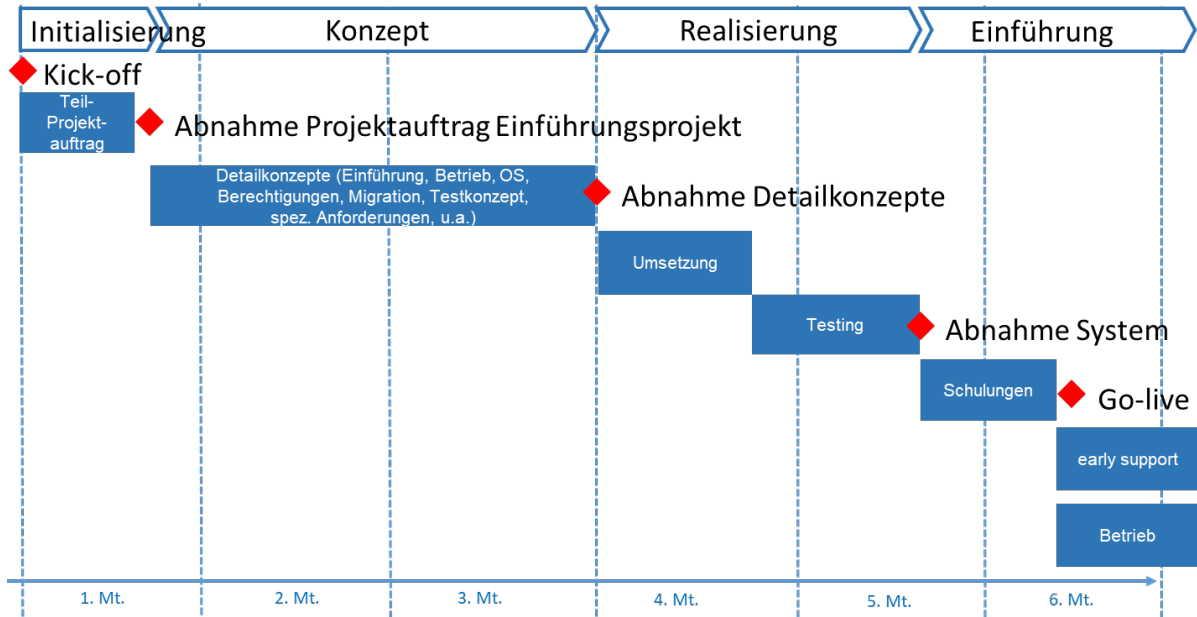 Initialisierung
Konzept
Realisierung
Einführung
Kick-off
Teil-
Projekt-
auftrag
Abnahme Projektauftrag Einführungsprojekt
Detailkonzepte (Einführung, Betrieb, OS,
Berechtigungen, Migration, Testkonzept,
spez. Anforderungen, u.a.)
Abnahme Detailkonzepte
Umsetzung
Testing
Abnahme System
Schulungen
Go-live
early support
Betrieb
1. Mt.
2. Mt.
3. Mt.
4. Mt.
5. Mt.
6. Mt.